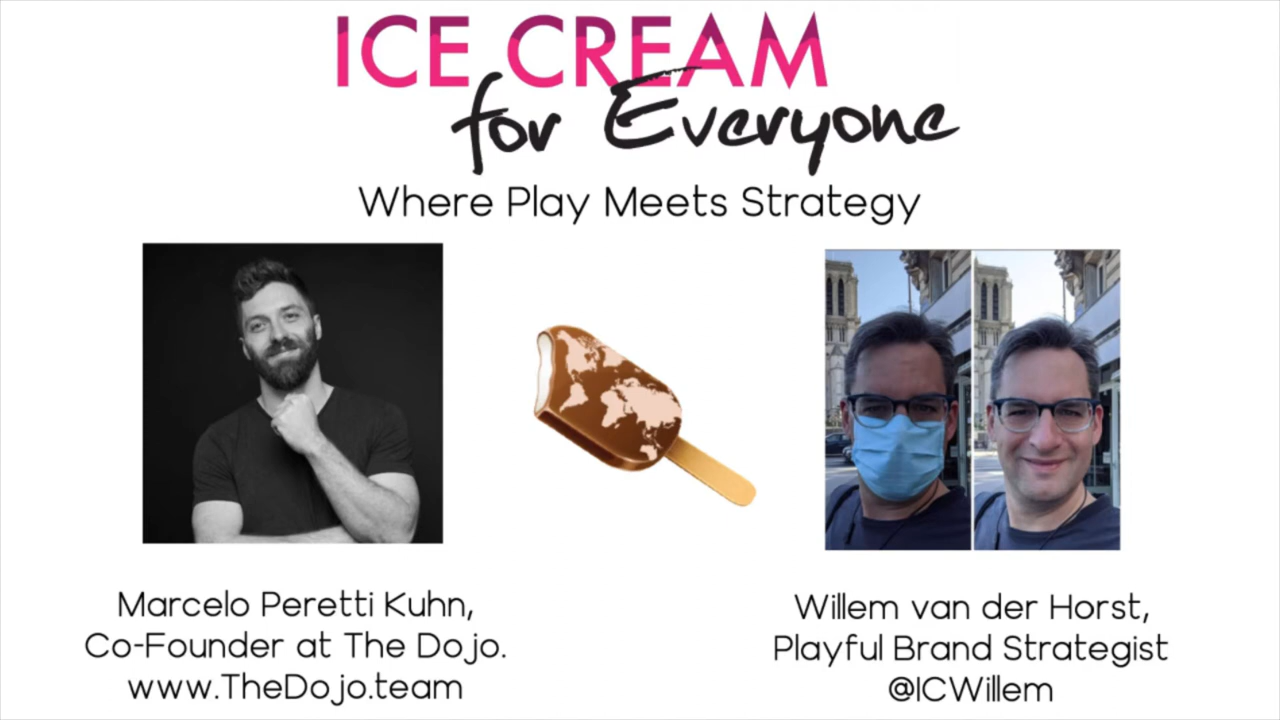 ICE CREAM
for Everyone
Where Play Meets Strategy
Marcelo Peretti Kuhn,
Co-Founder at The Dojo.
www.TheDojo.team
Willem van der Horst,
Playful Brand Strategist
@ICWillem